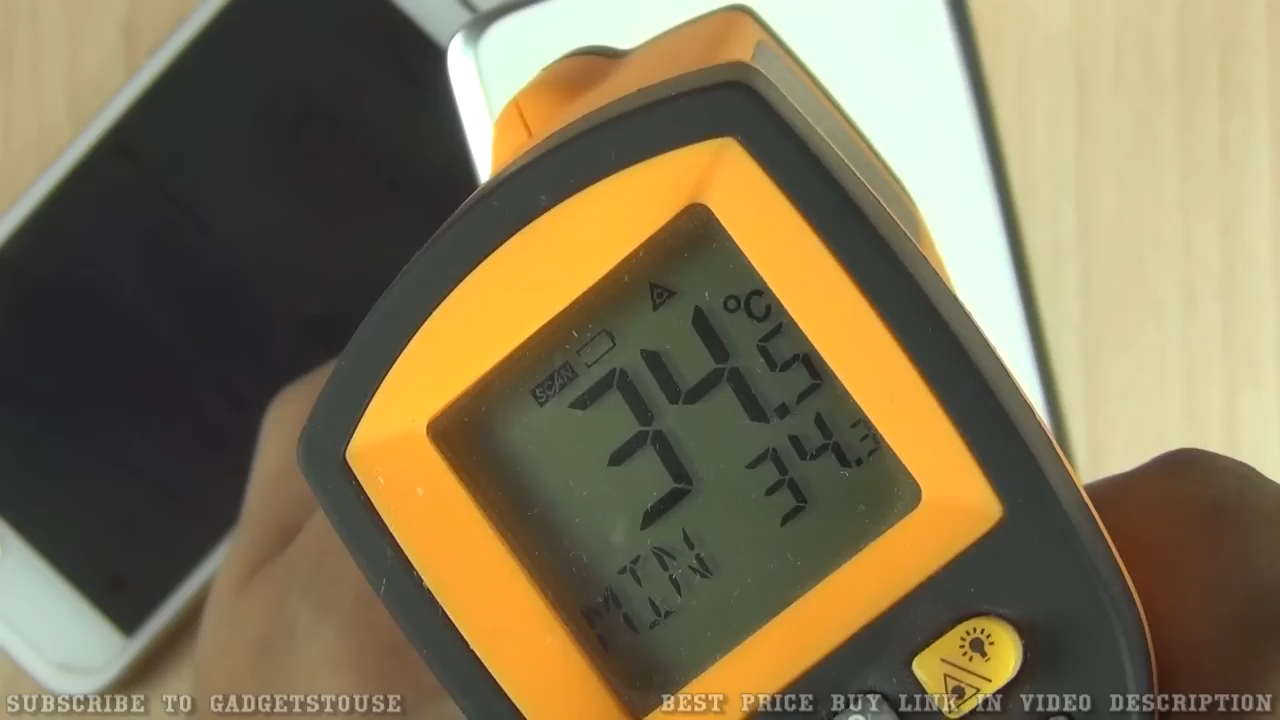 °C
SCAN
34.5
34.3
MIN
SUBSCRIBE TO GADGETSTOUSE
BEST PRICE BUY LINK IN VIDEO DESCRIPTION